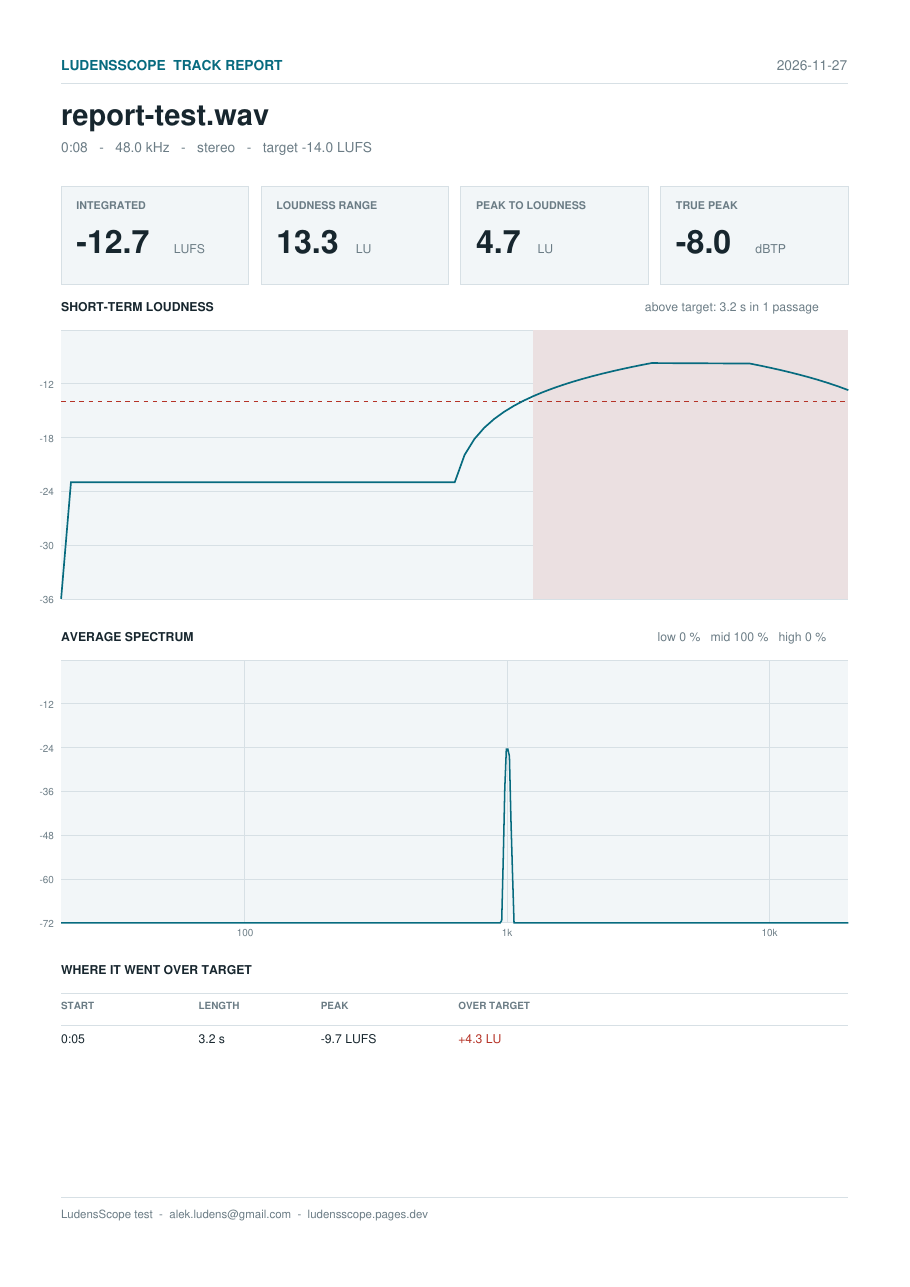 LUDENSSCOPE TRACK REPORT 2026-11-27
report-test.wav
0:08 - 48.0 kHz - stereo - target -14.0 LUFS
INTEGRATED LOUDNESS RANGE PEAK TO LOUDNESS TRUE PEAK
-12.7 LUFS 13.3 LU 4.7 LU -8.0 dBTP
SHORT-TERM LOUDNESS above target: 3.2 s in 1 passage
-12
-18
-24
-30
-36
AVERAGE SPECTRUM low 0 % mid 100 % high 0 %
-12
-24
-36
-48
-60
-72
100 1k 10k
WHERE IT WENT OVER TARGET
START LENGTH PEAK OVER TARGET
0:05 3.2 s -9.7 LUFS +4.3 LU
LudensScope test - alek.ludens@gmail.com - ludensscope.pages.dev